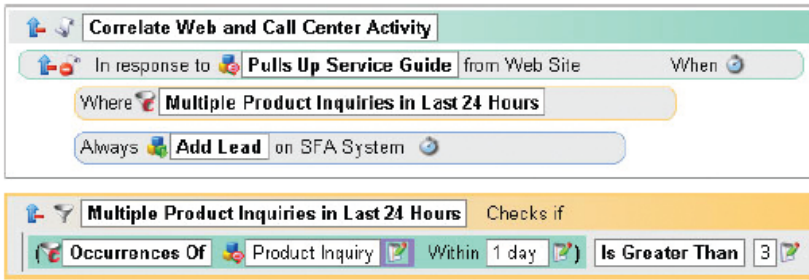 Correlate Web and Call Center Activity
In response to Pulls Up Service Guide from Web Site When
Where Multiple Product Inquiries in Last 24 Hours
Always Add Lead on SFA System
Multiple Product Inquiries in Last 24 Hours Checks if
( Occurrences Of Product Inquiry Within 1 day ) Is Greater Than 3